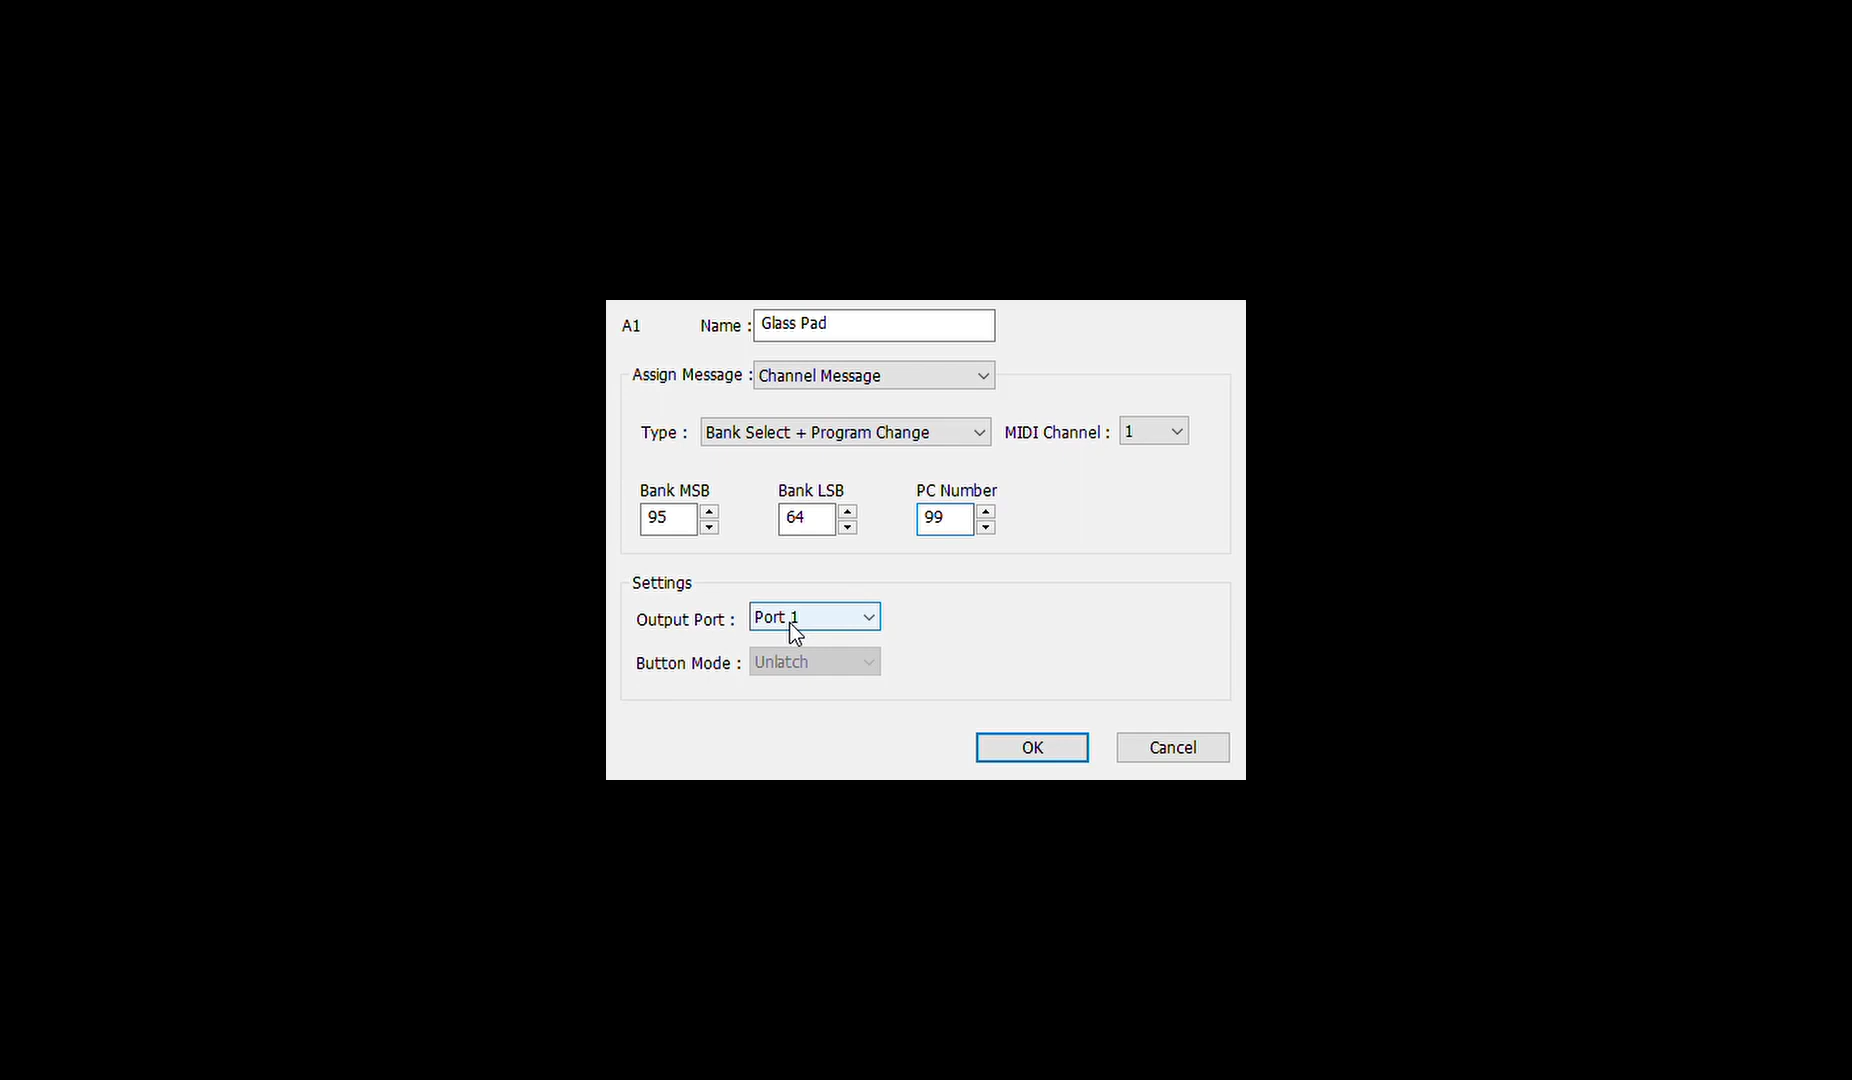 A1 Name : Glass Pad
Assign Message : Channel Message
Type : Bank Select + Program Change MIDI Channel : 1
Bank MSB Bank LSB PC Number
95 64 99
Settings
Output Port : Port 1
Button Mode : Unlatch
OK Cancel